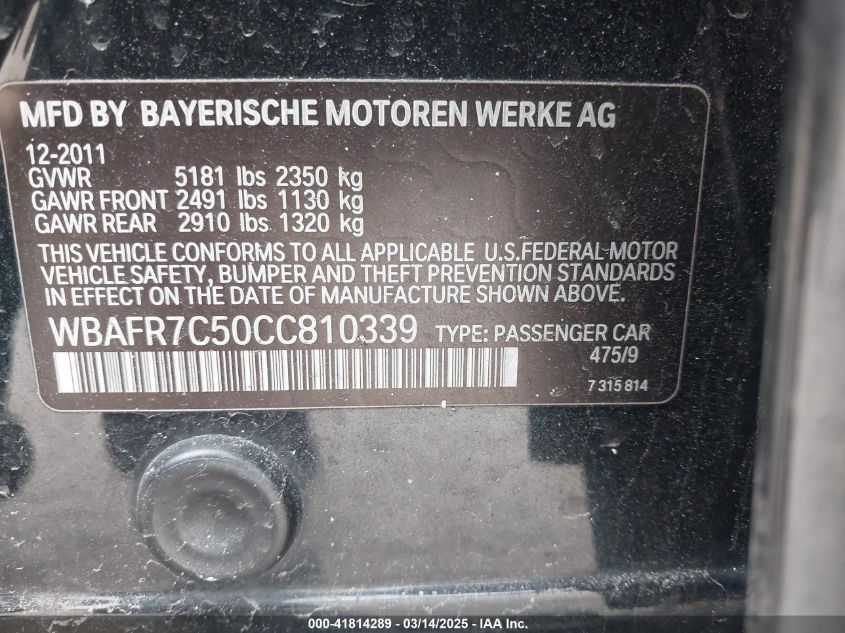 MFD BY BAYERISCHE MOTOREN WERKE AG
12-2011
GVWR 5181 lbs 2350 kg
GAWR FRONT 2491 lbs 1130 kg
GAWR REAR 2910 lbs 1320 kg
THIS VEHICLE CONFORMS TO ALL APPLICABLE U.S.FEDERAL MOTOR
VEHICLE SAFETY, BUMPER AND THEFT PREVENTION STANDARDS
IN EFFECT ON THE DATE OF MANUFACTURE SHOWN ABOVE.
WBAFR7C50CC810339 TYPE: PASSENGER CAR
475/9
7 315 814
000-41814289 | 03/14/2025 - IAA Inc.